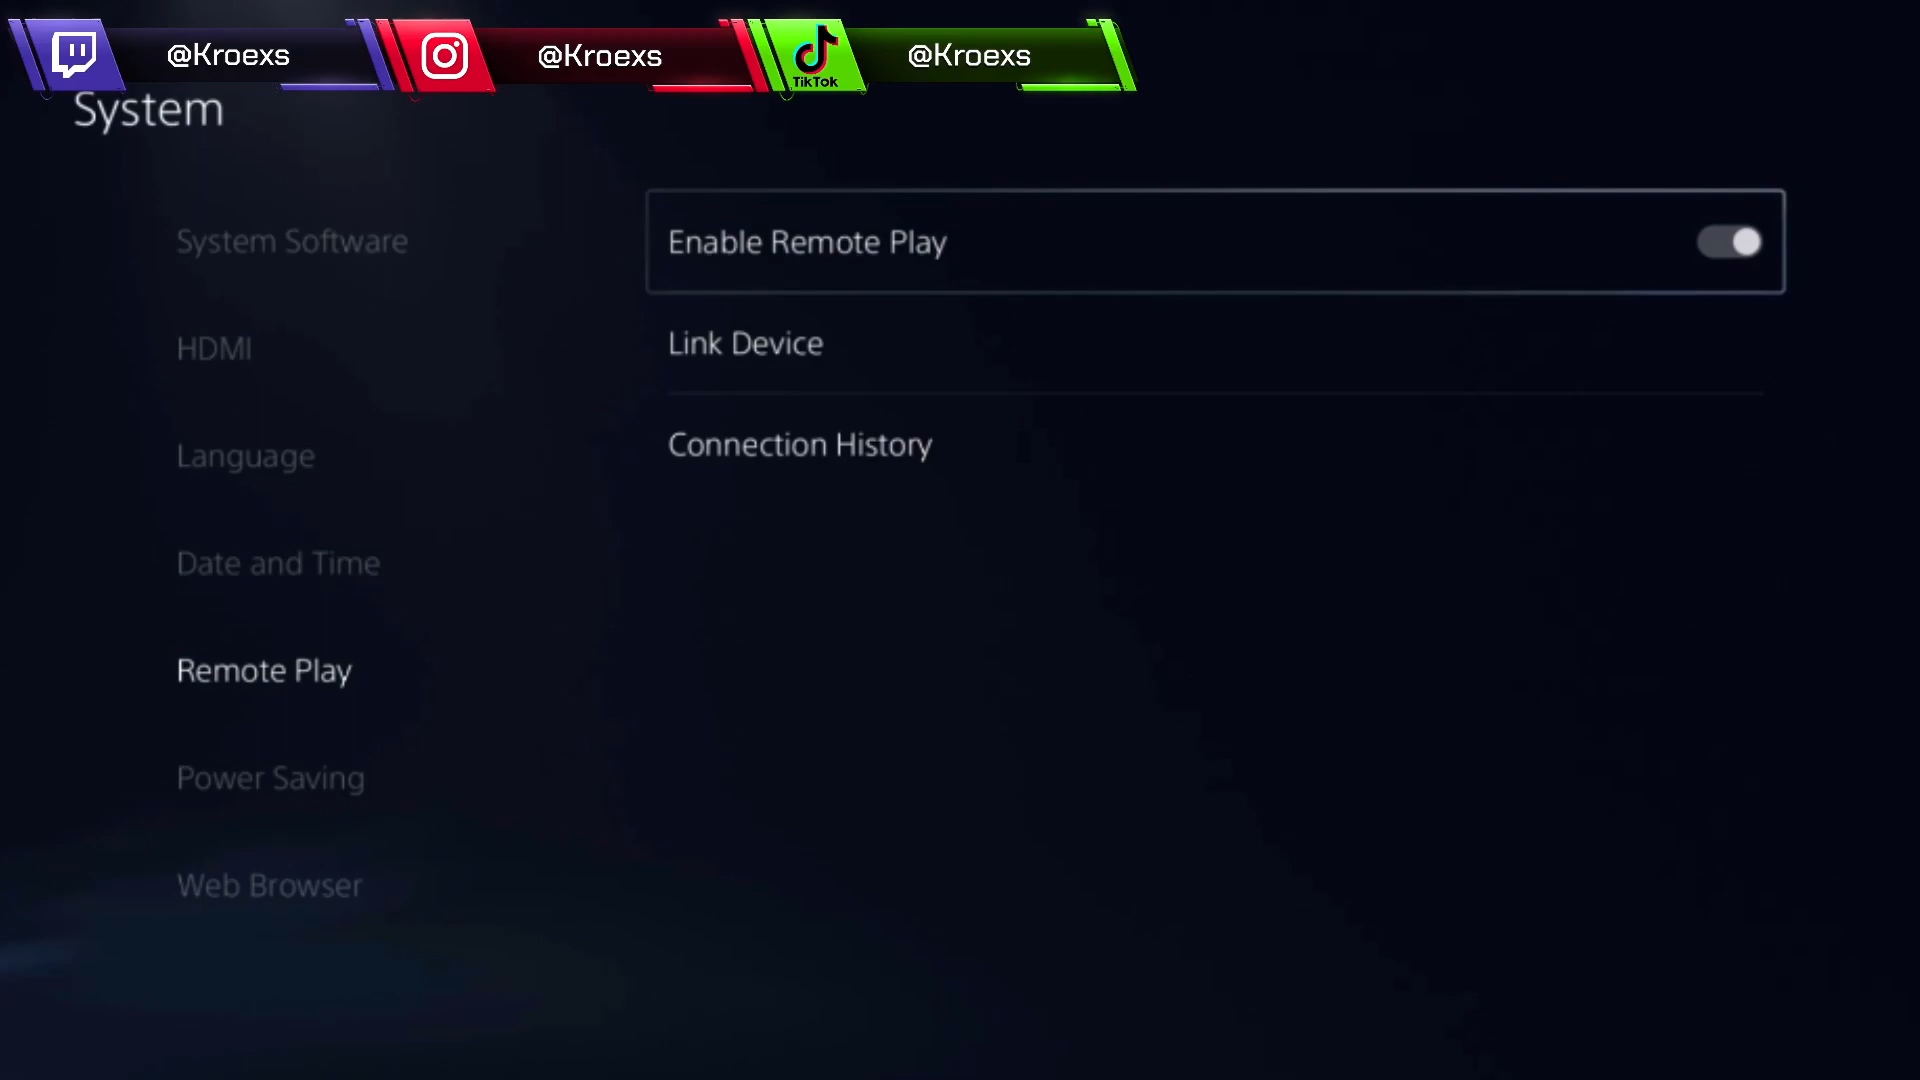 @Kroexs
@Kroexs
TikTok
@Kroexs
System
System Software
HDMI
Language
Date and Time
Remote Play
Power Saving
Web Browser
Enable Remote Play
Link Device
Connection History